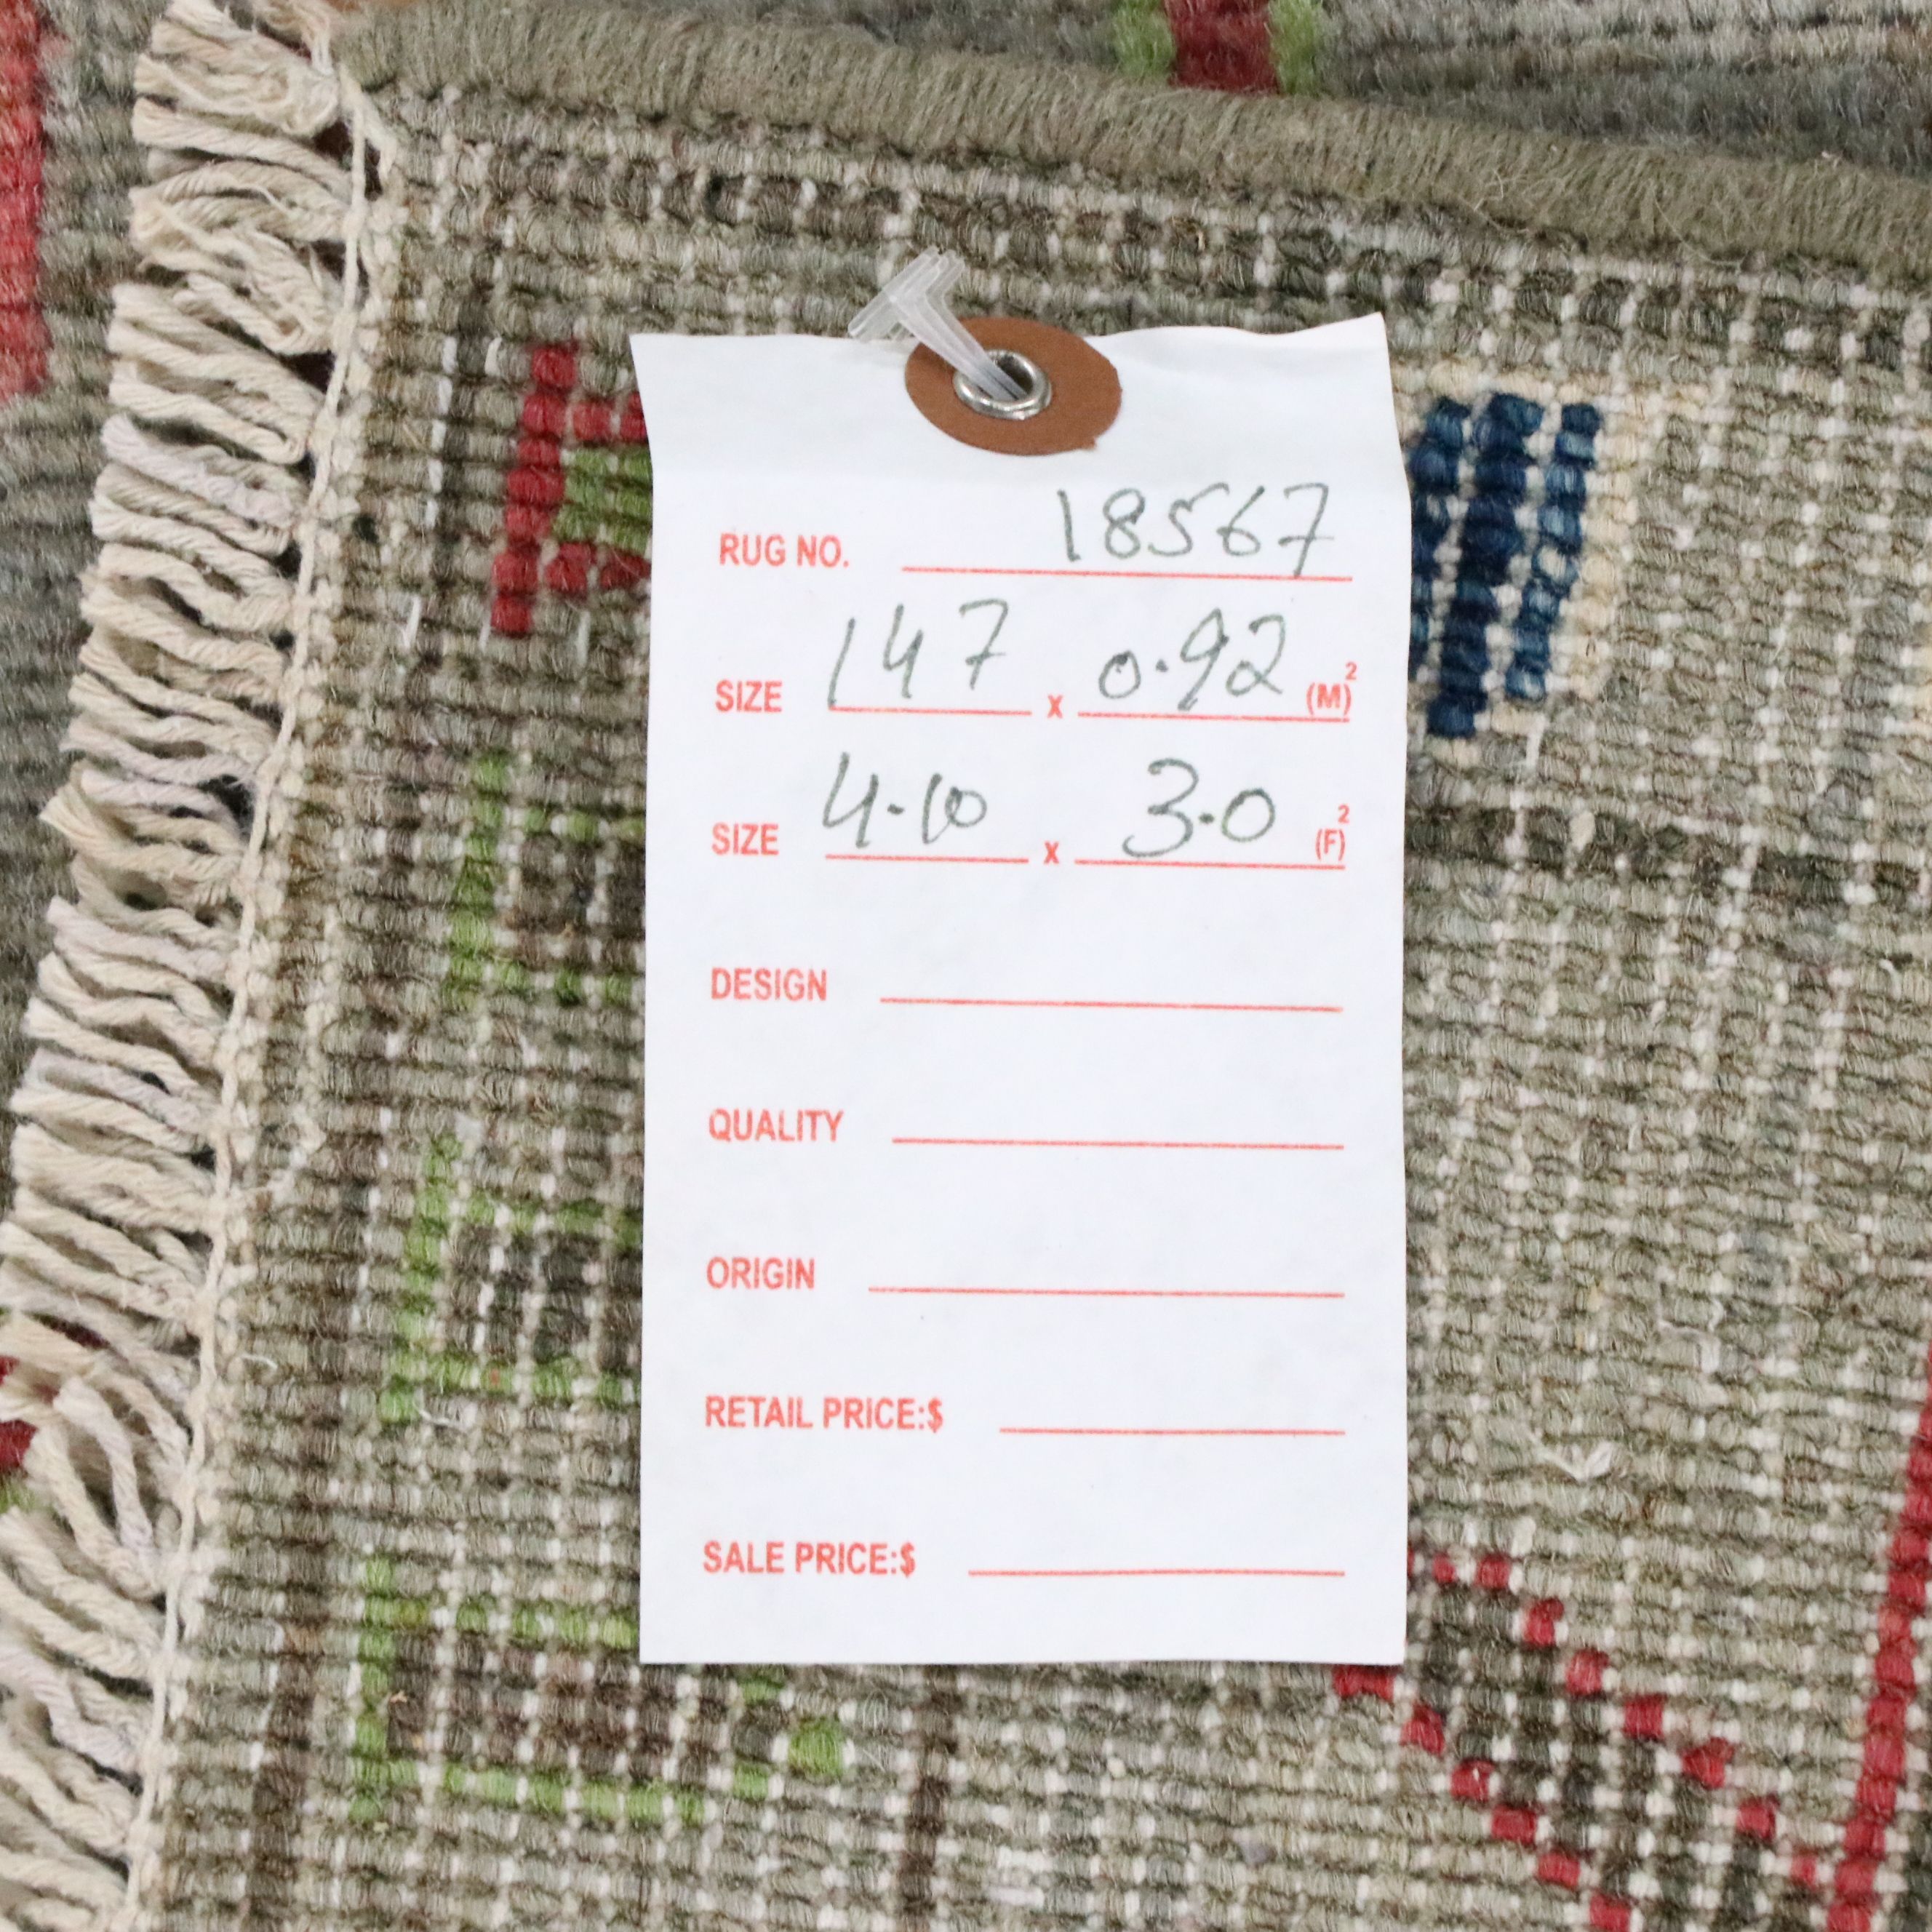 RUG NO. 18567
SIZE 147 x 0.92 (M)²
SIZE 4.10 x 3.0 (F)²
DESIGN
QUALITY
ORIGIN
RETAIL PRICE:$
SALE PRICE:$